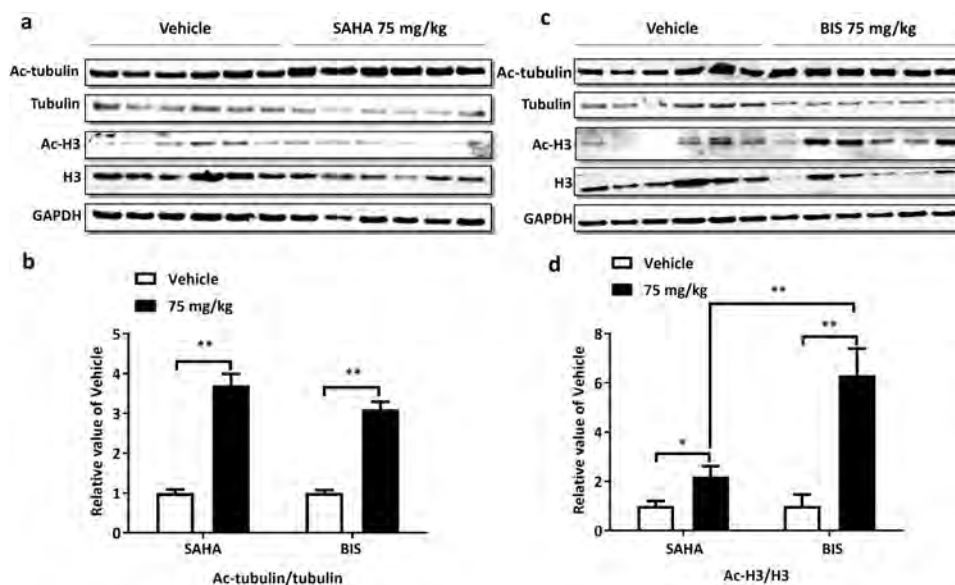 a
Vehicle SAHA 75 mg/kg
Ac-tubulin
Tubulin
Ac-H3
H3
GAPDH
c
Vehicle BIS 75 mg/kg
Ac-tubulin
Tubulin
Ac-H3
H3
GAPDH
b
Vehicle
75 mg/kg
Relative value of Vehicle
5
4
3
2
1
0
**
**
SAHA BIS
Ac-tubulin/tubulin
d
Vehicle
75 mg/kg
Relative value of Vehicle
8
6
4
2
0
*
**
**
SAHA BIS
Ac-H3/H3